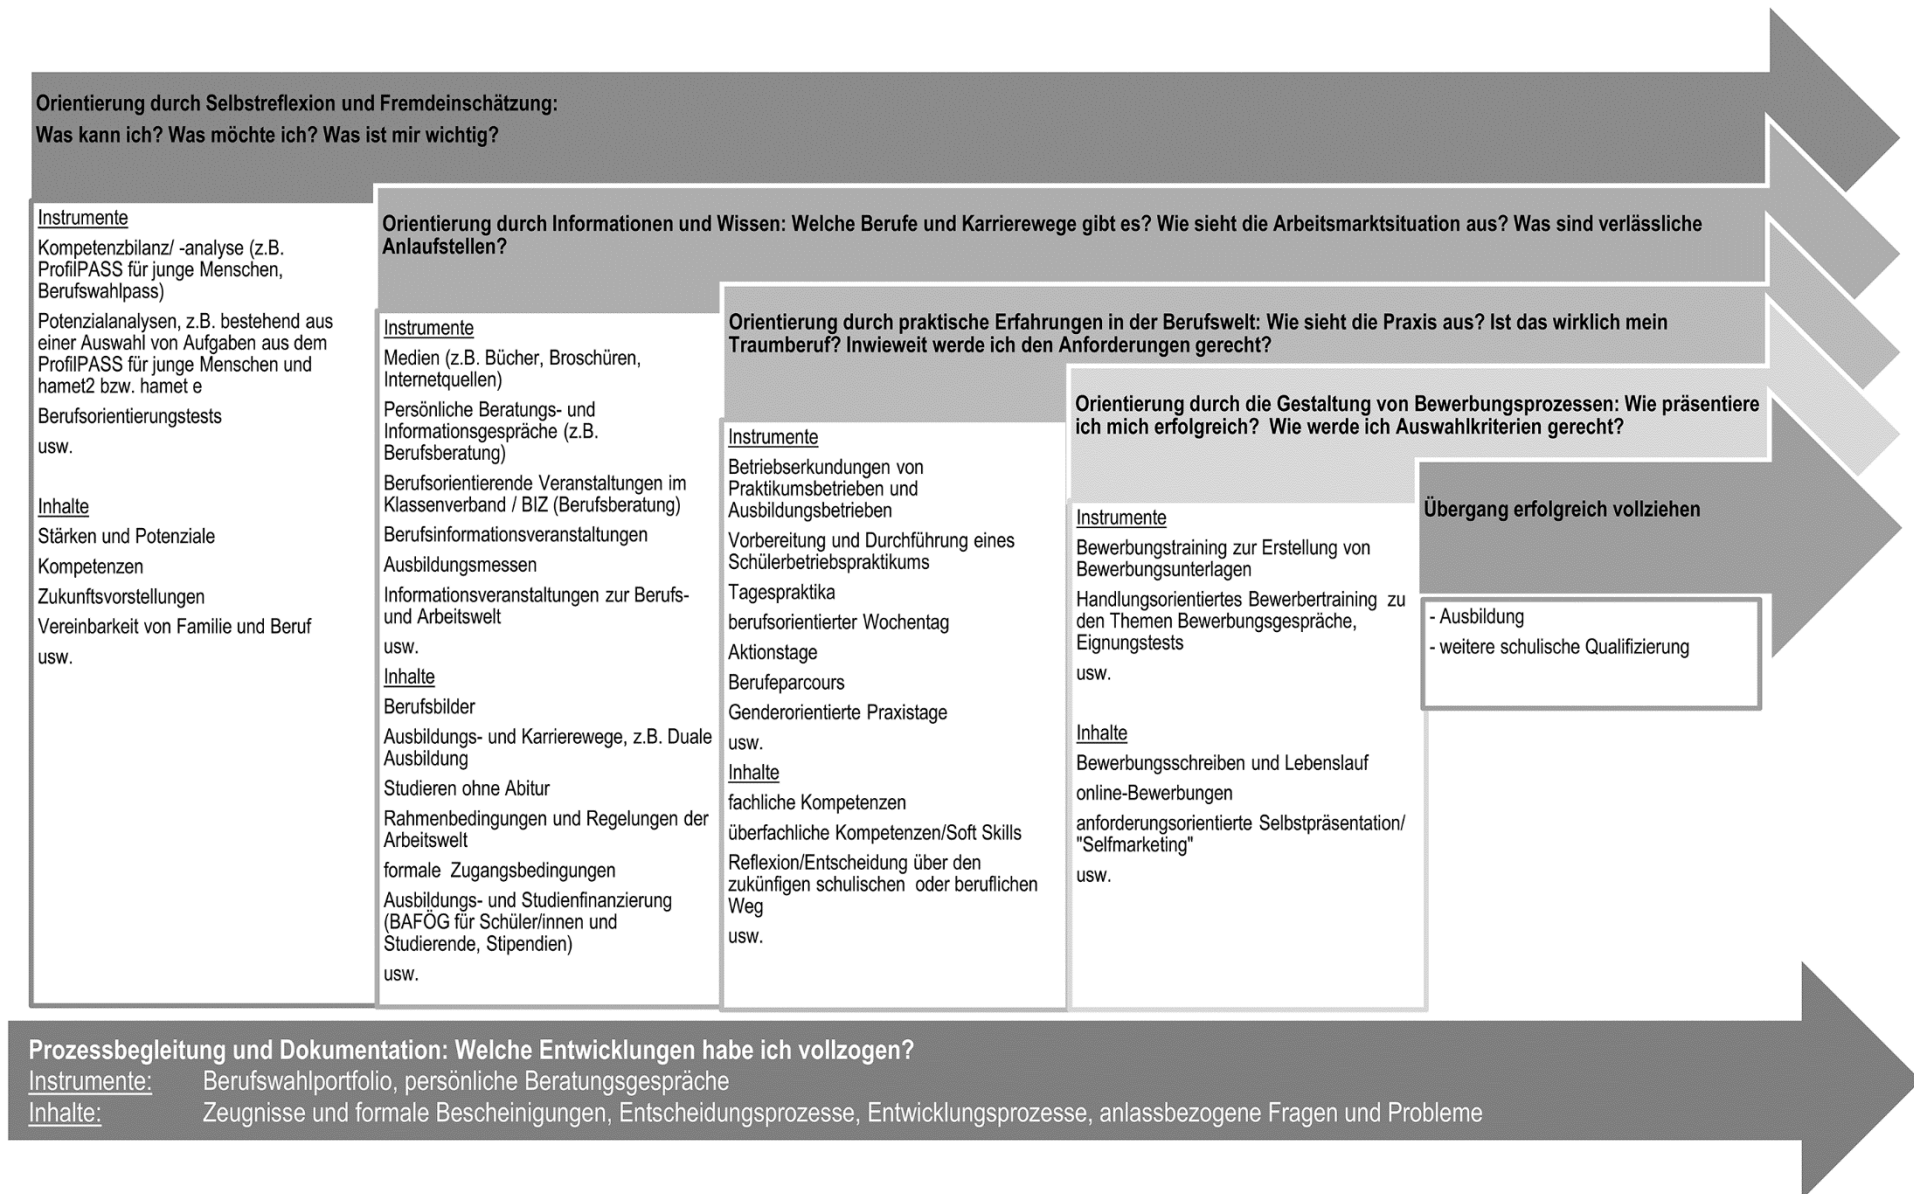 Orientierung durch Selbstreflexion und Fremdeinschätzung:
Was kann ich? Was möchte ich? Was ist mir wichtig?
Instrumente
Kompetenzbilanz/ -analyse (z.B.
ProfilPASS für junge Menschen,
Berufswahlpass)
Potenzialanalysen, z.B. bestehend aus
einer Auswahl von Aufgaben aus dem
ProfilPASS für junge Menschen und
hamet2 bzw. hamet e
Berufsorientierungstests
usw.
Inhalte
Stärken und Potenziale
Kompetenzen
Zukunftsvorstellungen
Vereinbarkeit von Familie und Beruf
usw.
Orientierung durch Informationen und Wissen: Welche Berufe und Karrierewege gibt es? Wie sieht die Arbeitsmarktsituation aus? Was sind verlässliche
Anlaufstellen?
Instrumente
Medien (z.B. Bücher, Broschüren,
Internetquellen)
Persönliche Beratungs- und
Informationsgespräche (z.B.
Berufsberatung)
Berufsorientierende Veranstaltungen im
Klassenverband / BIZ (Berufsberatung)
Berufsinformationsveranstaltungen
Ausbildungsmessen
Informationsveranstaltungen zur Berufs-
und Arbeitswelt
usw.
Inhalte
Berufsbilder
Ausbildungs- und Karrierewege, z.B. Duale
Ausbildung
Studieren ohne Abitur
Rahmenbedingungen und Regelungen der
Arbeitswelt
formale  Zugangsbedingungen
Ausbildungs- und Studienfinanzierung
(BAFÖG für Schüler/innen und
Studierende, Stipendien)
usw.
Orientierung durch praktische Erfahrungen in der Berufswelt: Wie sieht die Praxis aus? Ist das wirklich mein
Traumberuf? Inwieweit werde ich den Anforderungen gerecht?
Instrumente
Betriebserkundungen von
Praktikumsbetrieben und
Ausbildungsbetrieben
Vorbereitung und Durchführung eines
Schülerbetriebspraktikums
Tagespraktika
berufsorientierter Wochentag
Aktionstage
Berufeparcours
Genderorientierte Praxistage
usw.
Inhalte
fachliche Kompetenzen
überfachliche Kompetenzen/Soft Skills
Reflexion/Entscheidung über den
zukünfigen schulischen  oder beruflichen
Weg
usw.
Orientierung durch die Gestaltung von Bewerbungsprozessen: Wie präsentiere
ich mich erfolgreich?  Wie werde ich Auswahlkriterien gerecht?
Instrumente
Bewerbungstraining zur Erstellung von
Bewerbungsunterlagen
Handlungsorientiertes Bewerbertraining  zu
den Themen Bewerbungsgespräche,
Eignungstests
usw.
Inhalte
Bewerbungsschreiben und Lebenslauf
online-Bewerbungen
anforderungsorientierte Selbstpräsentation/
"Selfmarketing"
usw.
Übergang erfolgreich vollziehen
- Ausbildung
- weitere schulische Qualifizierung
Prozessbegleitung und Dokumentation: Welche Entwicklungen habe ich vollzogen?
Instrumente: Berufswahlportfolio, persönliche Beratungsgespräche
Inhalte: Zeugnisse und formale Bescheinigungen, Entscheidungsprozesse, Entwicklungsprozesse, anlassbezogene Fragen und Probleme